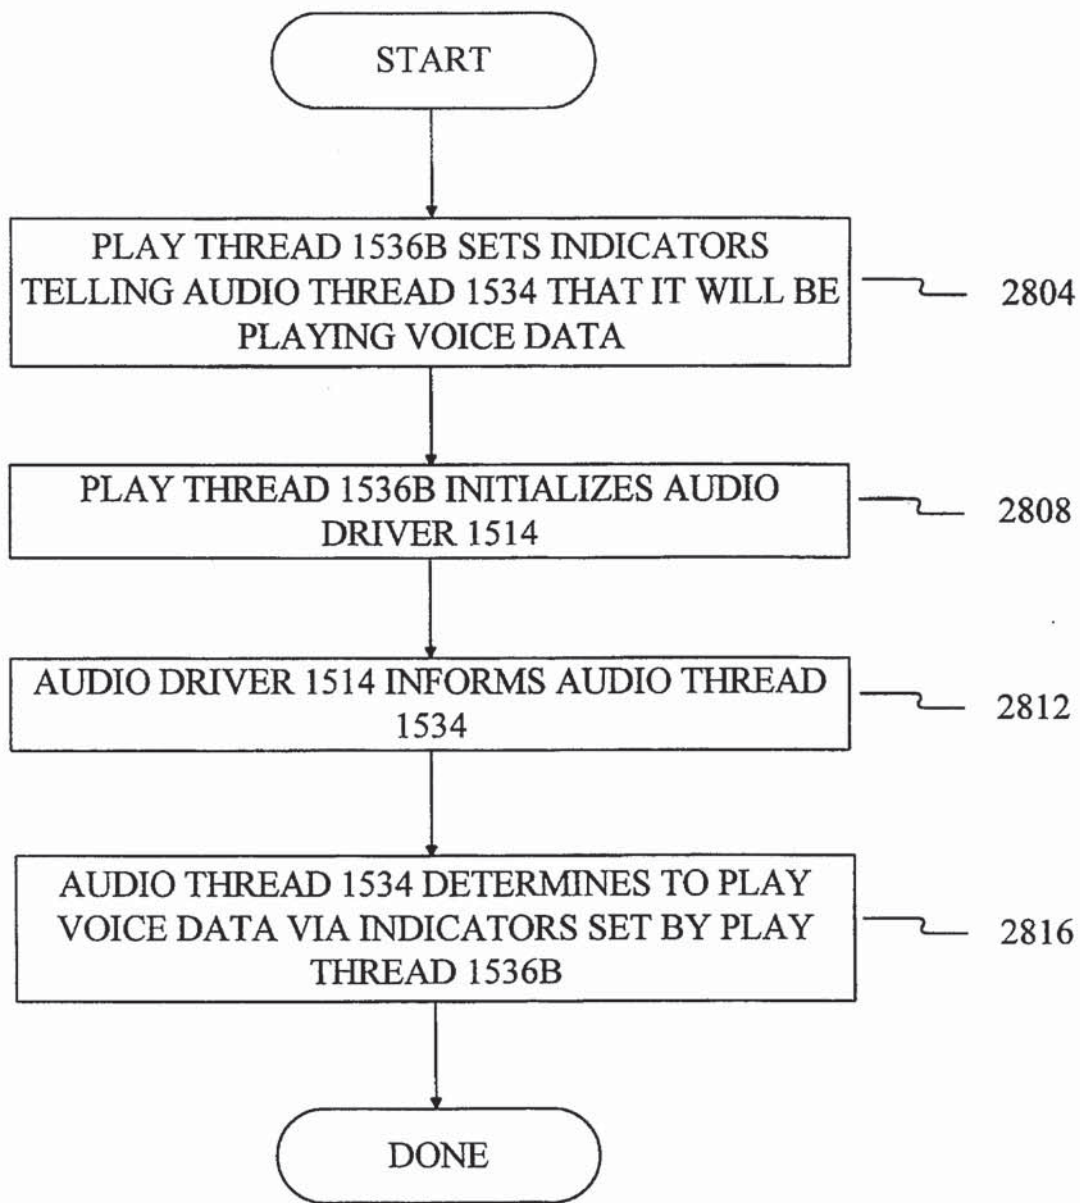 START
PLAY THREAD 1536B SETS INDICATORS
TELLING AUDIO THREAD 1534 THAT IT WILL BE
PLAYING VOICE DATA
2804
PLAY THREAD 1536B INITIALIZES AUDIO
DRIVER 1514
2808
AUDIO DRIVER 1514 INFORMS AUDIO THREAD
1534
2812
AUDIO THREAD 1534 DETERMINES TO PLAY
VOICE DATA VIA INDICATORS SET BY PLAY
THREAD 1536B
2816
DONE